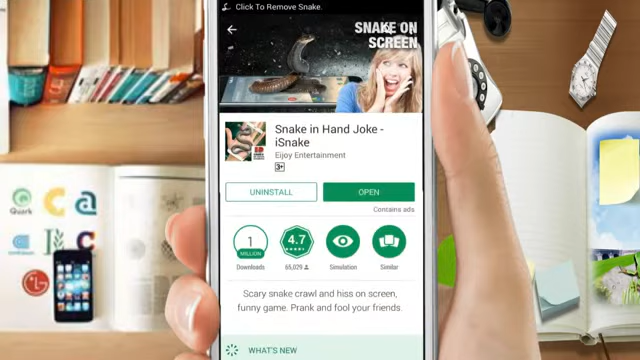 Click To Remove Snake.
SNAKE ON
SCREEN
Snake in Hand Joke -
iSnake
Eijoy Entertainment
3+
UNINSTALL
OPEN
Contains ads
1
MILLION
4.7
Downloads
65,029
Simulation
Similar
Scary snake crawl and hiss on screen,
funny game. Prank and fool your friends.
WHAT'S NEW
Quark
LG